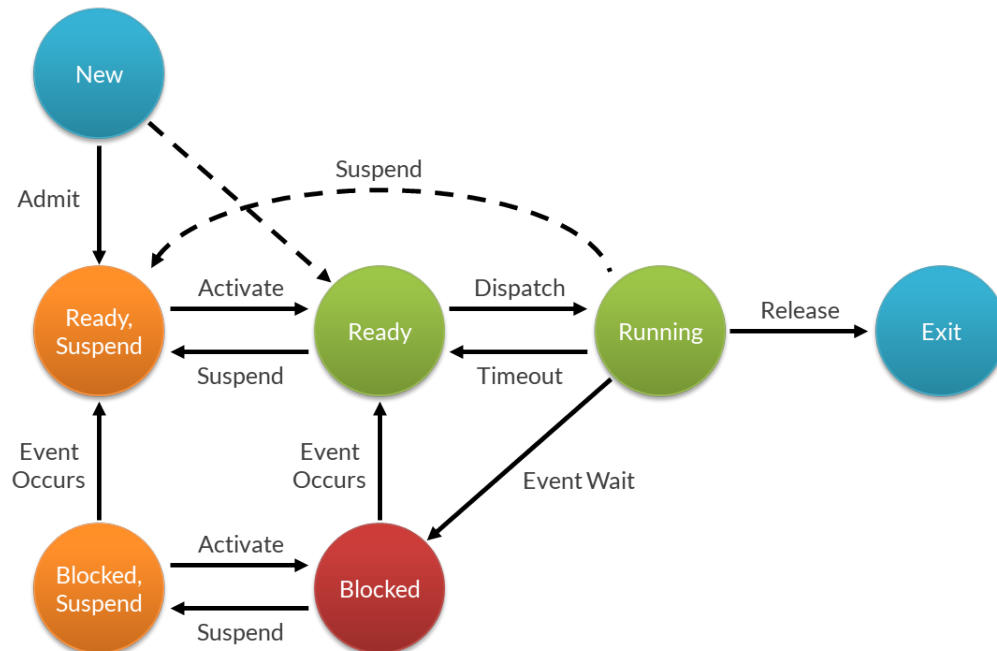 New
Suspend
Admit
Activate
Dispatch
Release
Ready,
Suspend
Ready
Running
Exit
Suspend
Timeout
Event
Occurs
Event
Occurs
Event Wait
Activate
Blocked,
Suspend
Blocked
Suspend